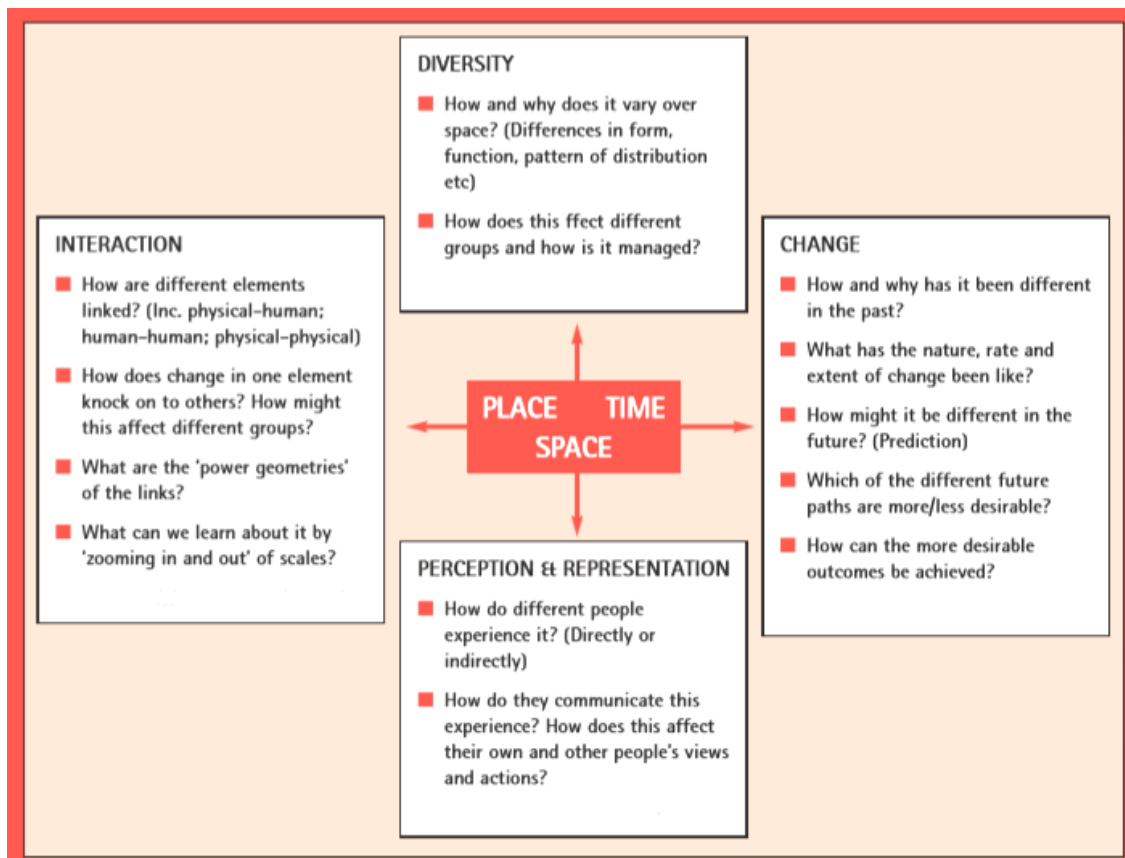 DIVERSITY
■ How and why does it vary over
space? (Differences in form,
function, pattern of distribution
etc)
■ How does this ffect different
groups and how is it managed?
INTERACTION
■ How are different elements
linked? (Inc. physical–human;
human–human; physical–physical)
■ How does change in one element
knock on to others? How might
this affect different groups?
■ What are the 'power geometries'
of the links?
■ What can we learn about it by
'zooming in and out' of scales?
PLACE TIME
SPACE
CHANGE
■ How and why has it been different
in the past?
■ What has the nature, rate and
extent of change been like?
■ How might it be different in the
future? (Prediction)
■ Which of the different future
paths are more/less desirable?
■ How can the more desirable
outcomes be achieved?
PERCEPTION & REPRESENTATION
■ How do different people
experience it? (Directly or
indirectly)
■ How do they communicate this
experience? How does this affect
their own and other people's views
and actions?